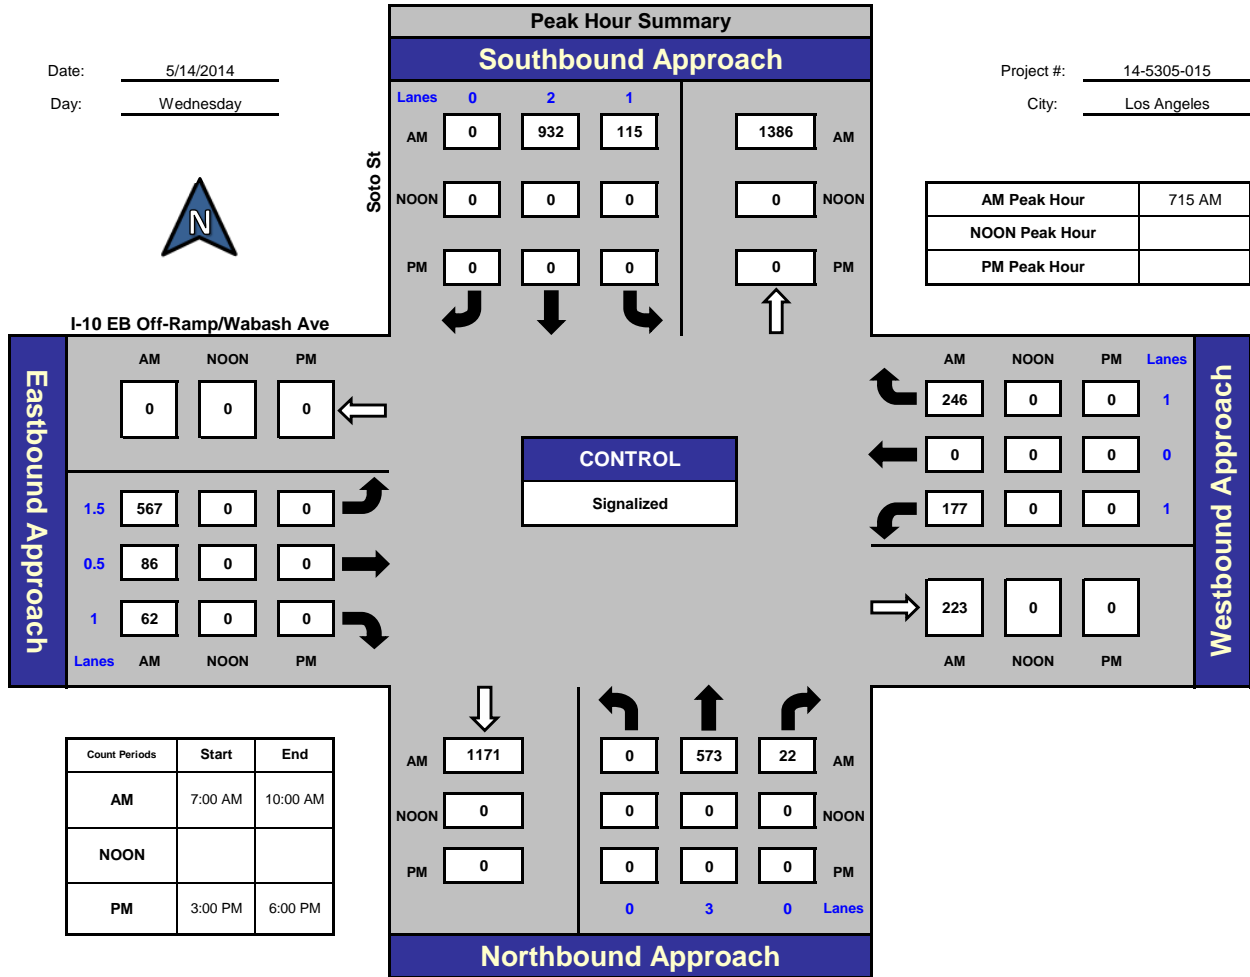 Peak Hour Summary
Southbound Approach
Date: 5/14/2014
Day: Wednesday
Project #: 14-5305-015
City: Los Angeles
N
Soto St
Lanes 0 2 1
AM 0 932 115 1386 AM
NOON 0 0 0 0 NOON
PM 0 0 0 0 PM
AM Peak Hour 715 AM
NOON Peak Hour
PM Peak Hour
I-10 EB Off-Ramp/Wabash Ave
Eastbound Approach
AM NOON PM
0 0 0
1.5 567 0 0
0.5 86 0 0
1 62 0 0
Lanes AM NOON PM
CONTROL
Signalized
AM NOON PM Lanes
246 0 0 1
0 0 0 0
177 0 0 1
223 0 0
AM NOON PM
Westbound Approach
Count Periods Start End
AM 7:00 AM 10:00 AM
NOON
PM 3:00 PM 6:00 PM
AM 1171 0 573 22 AM
NOON 0 0 0 0 NOON
PM 0 0 0 0 PM
0 3 0 Lanes
Northbound Approach